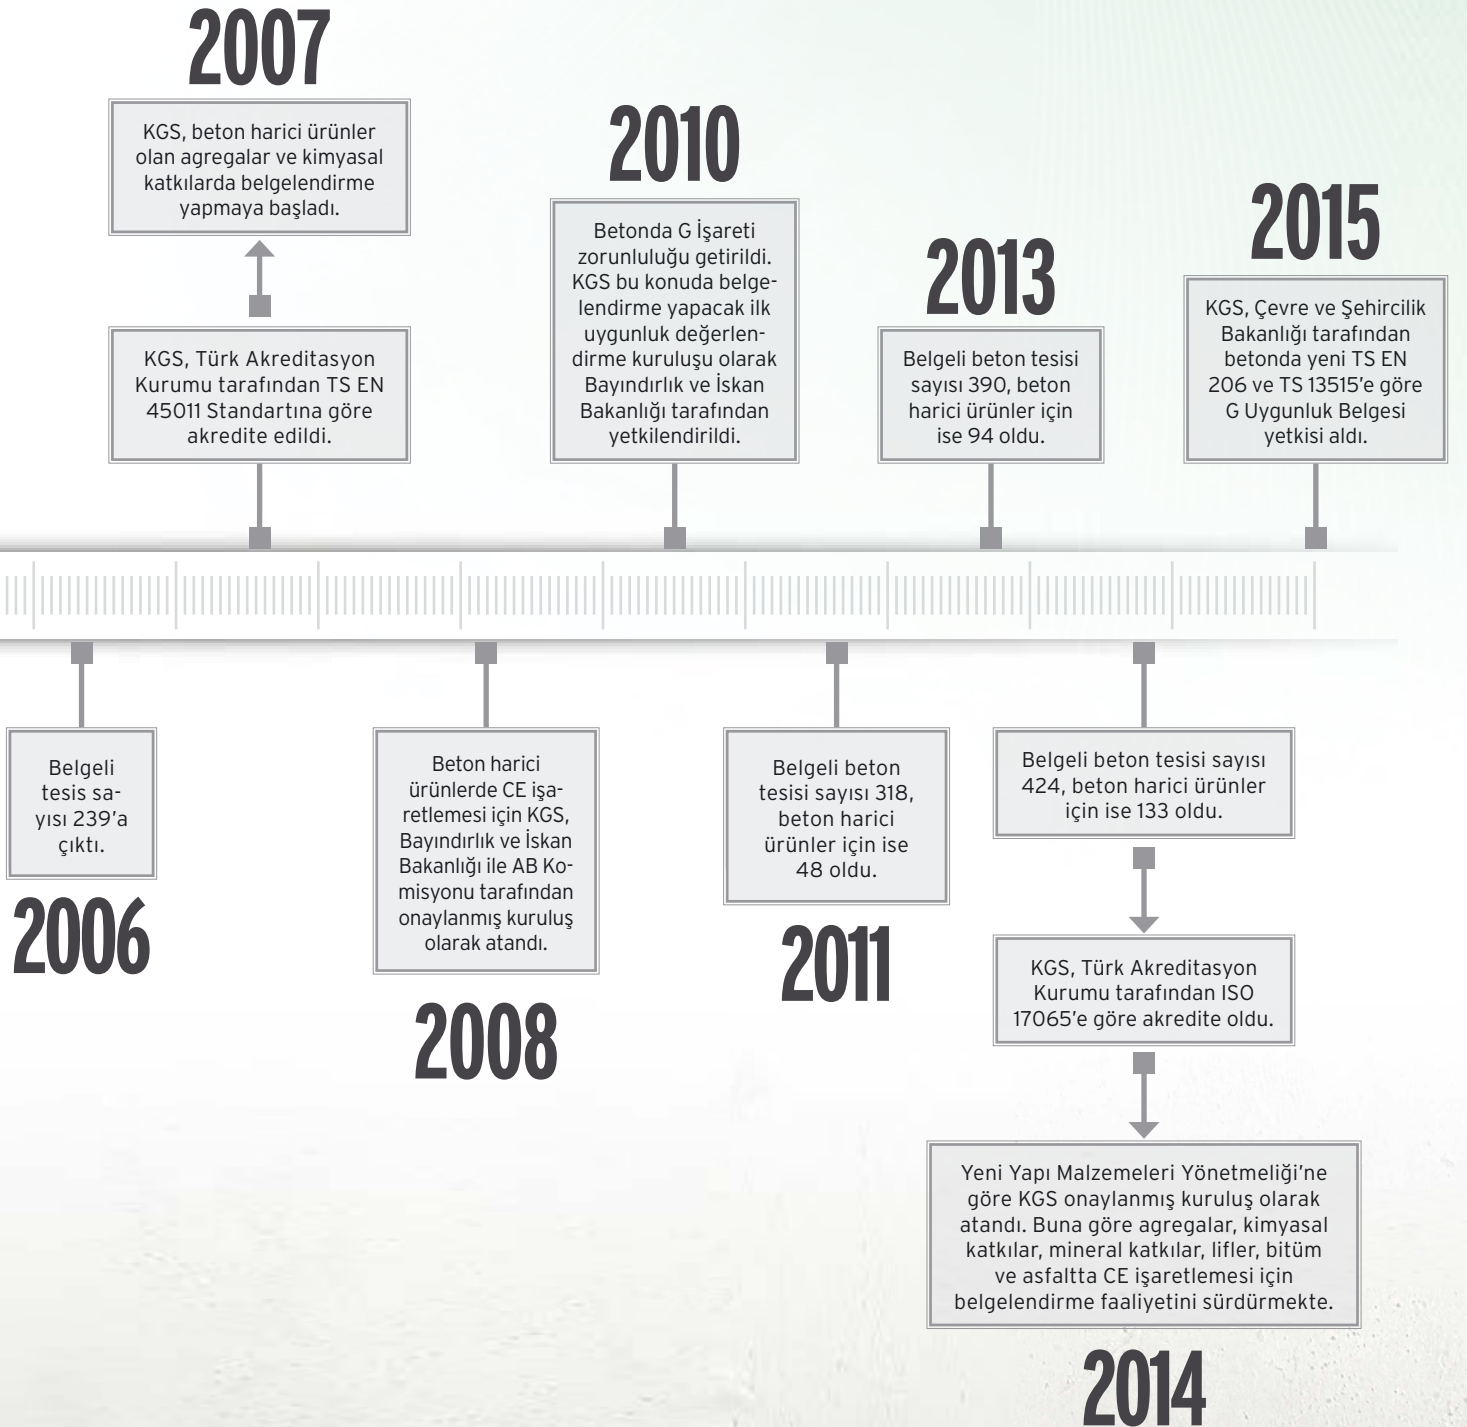 2007
KGS, beton harici ürünler
olan agregalar ve kimyasal
katkılarda belgelendirme
yapmaya başladı.
KGS, Türk Akreditasyon
Kurumu tarafından TS EN
45011 Standartına göre
akredite edildi.
2010
Betonda G İşareti
zorunluluğu getirildi.
KGS bu konuda belge-
lendirme yapacak ilk
uygunluk değerlen-
dirme kuruluşu olarak
Bayındırlık ve İskan
Bakanlığı tarafından
yetkilendirildi.
2013
Belgeli beton tesisi
sayısı 390, beton
harici ürünler için
ise 94 oldu.
2015
KGS, Çevre ve Şehircilik
Bakanlığı tarafından
betonda yeni TS EN
206 ve TS 13515’e göre
G Uygunluk Belgesi
yetkisi aldı.
Belgeli
tesis sa-
yısı 239’a
çıktı.
2006
Beton harici
ürünlerde CE işa-
retlemesi için KGS,
Bayındırlık ve İskan
Bakanlığı ile AB Ko-
misyonu tarafından
onaylanmış kuruluş
olarak atandı.
2008
Belgeli beton
tesisi sayısı 318,
beton harici
ürünler için ise
48 oldu.
2011
Belgeli beton tesisi sayısı
424, beton harici ürünler
için ise 133 oldu.
KGS, Türk Akreditasyon
Kurumu tarafından ISO
17065’e göre akredite oldu.
Yeni Yapı Malzemeleri Yönetmeliği’ne
göre KGS onaylanmış kuruluş olarak
atandı. Buna göre agregalar, kimyasal
katkılar, mineral katkılar, lifler, bitüm
ve asfaltta CE işaretlemesi için
belgelendirme faaliyetini sürdürmekte.
2014